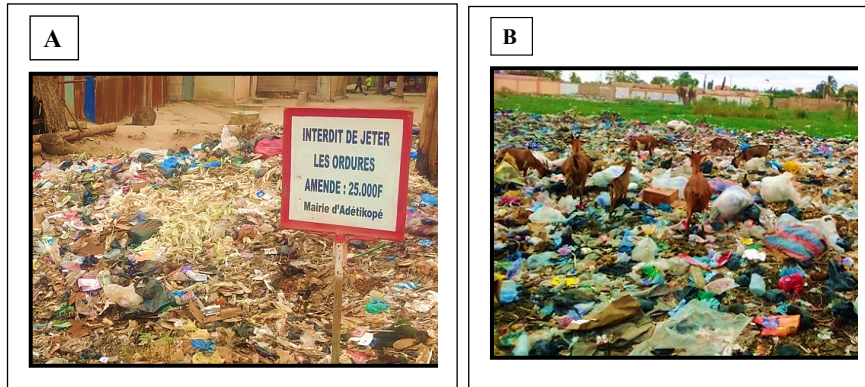 A
INTERDIT DE JETER
LES ORDURES
AMENDE : 25.000F
Mairie d'Adétikopé
B